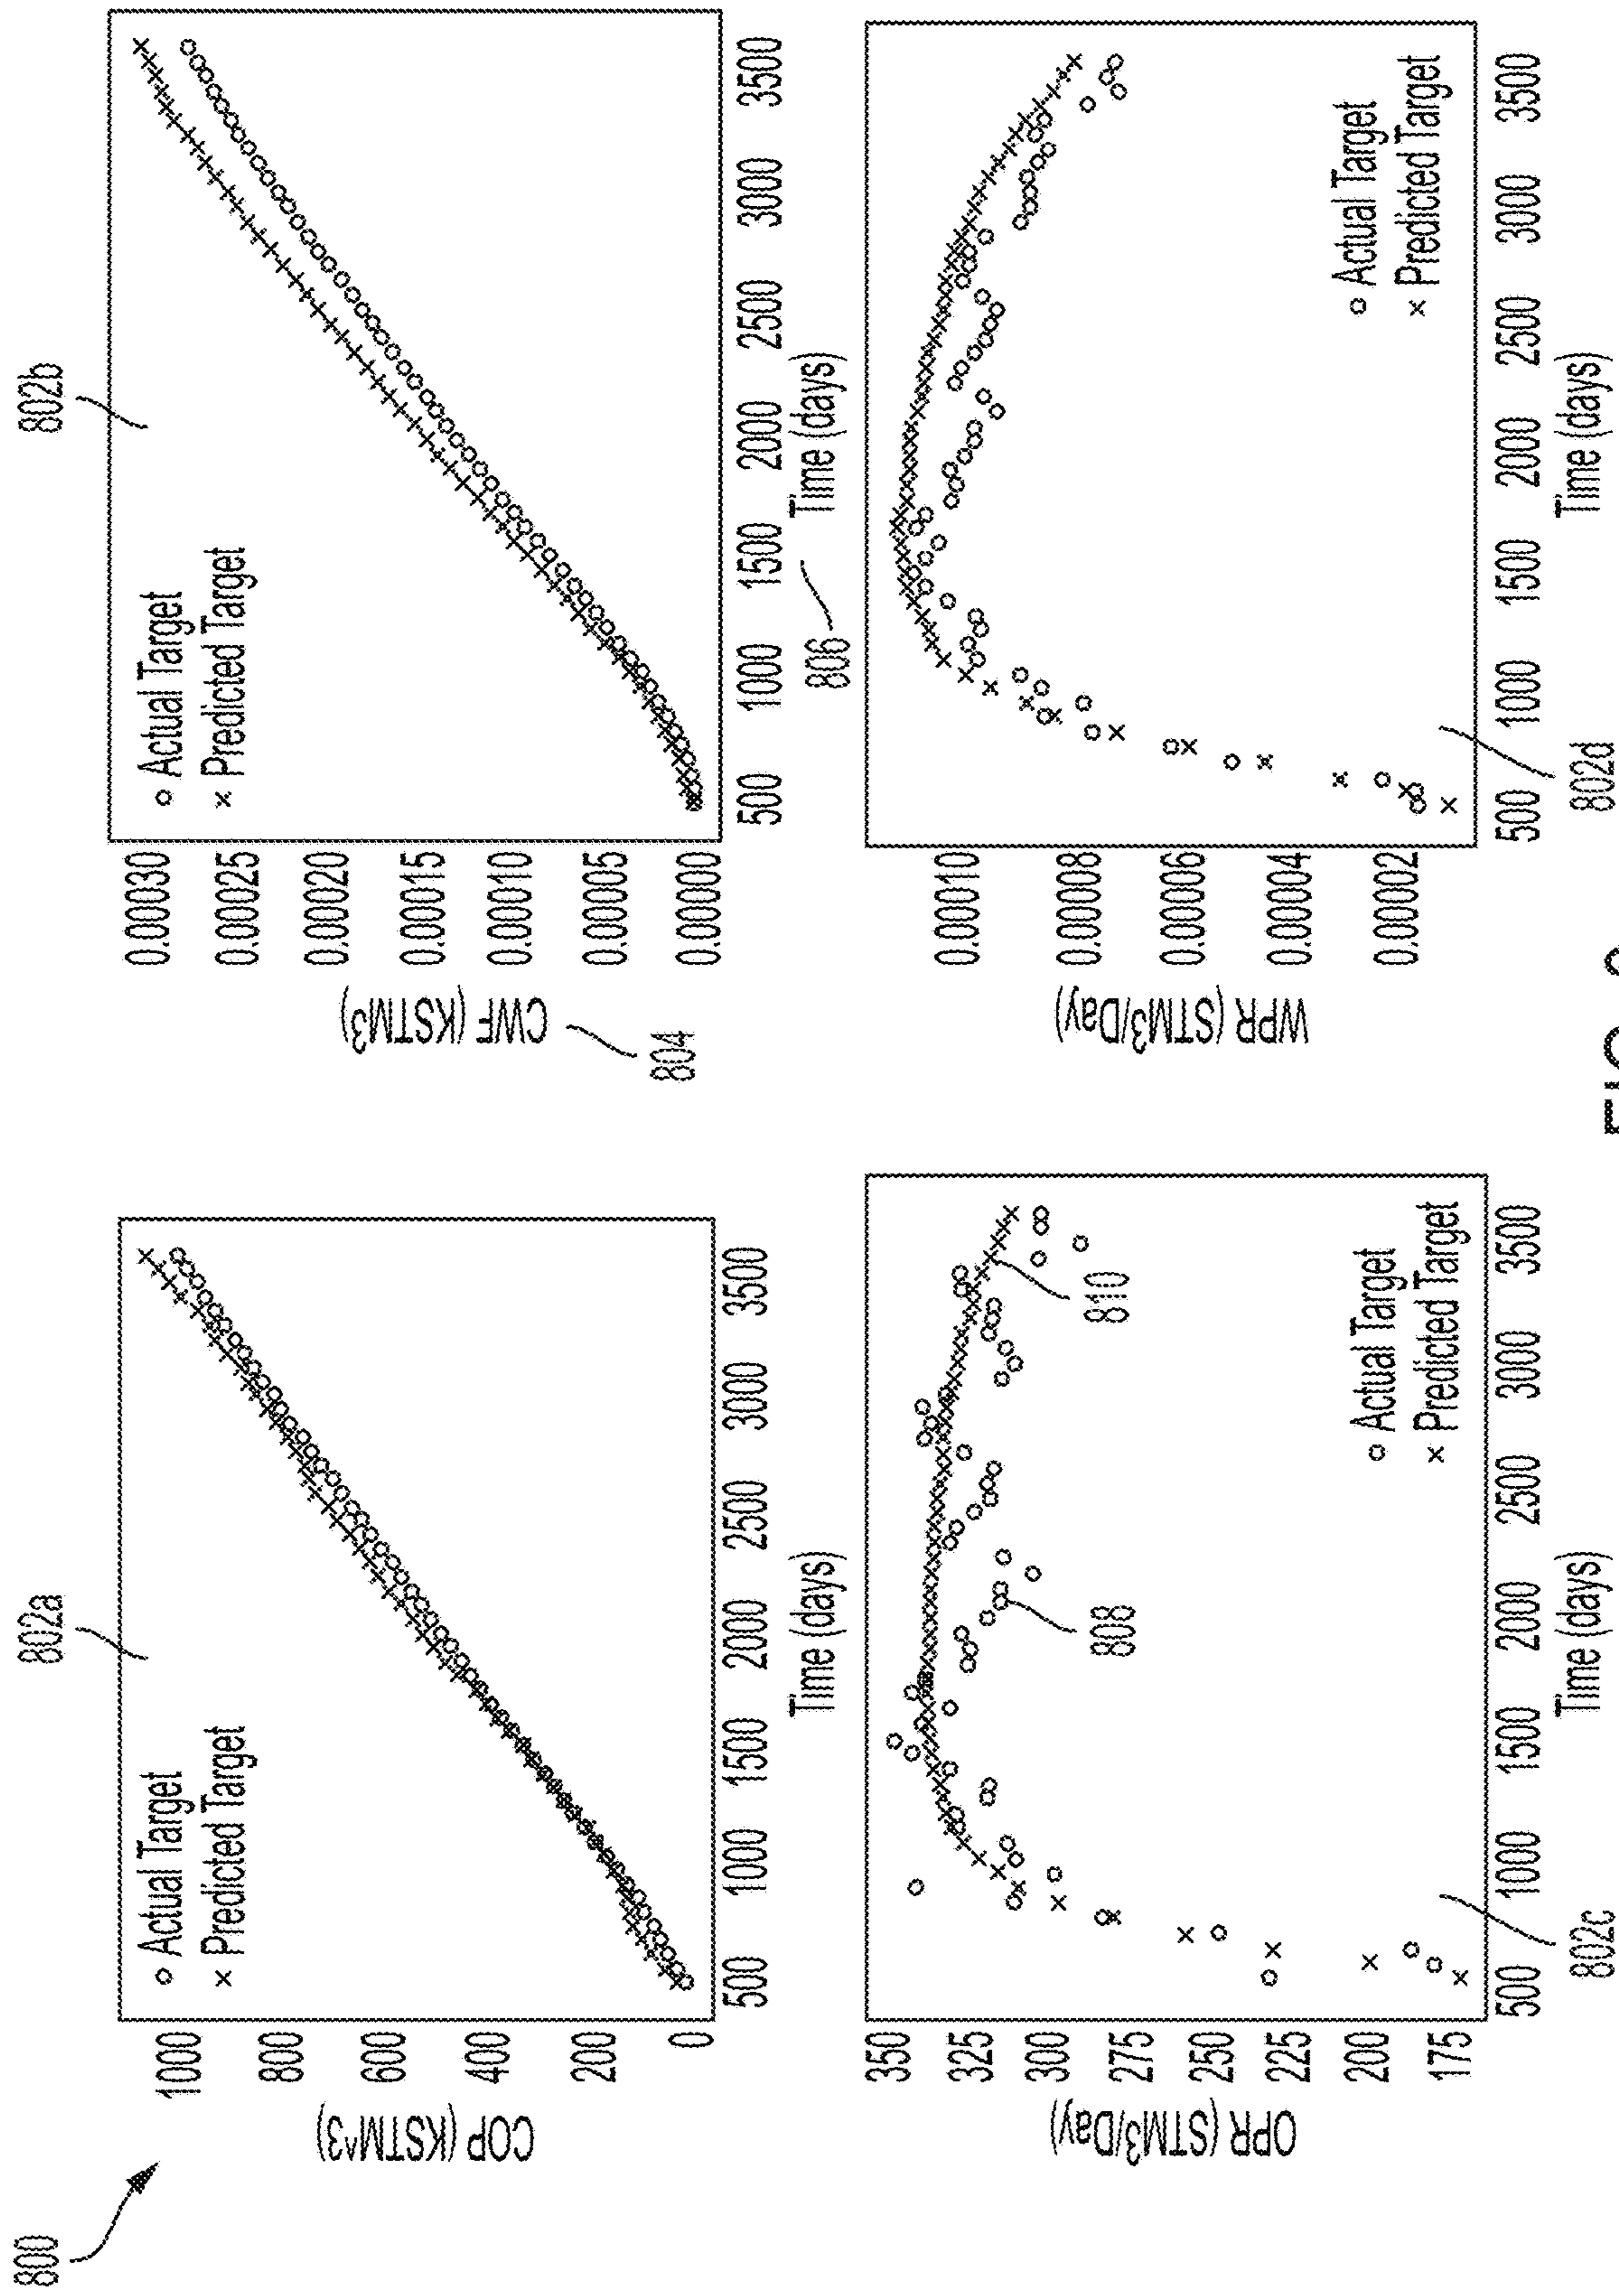 800
802a
Actual Target
Predicted Target
COP (KSTM^3)
1000
800
600
400
200
0
500
1000
1500
2000
2500
3000
3500
Time (days)
802b
Actual Target
Predicted Target
CWF (KSTM3)
804
0.00030
0.00025
0.00020
0.00015
0.00010
0.00005
0.00000
500
1000
1500
2000
2500
3000
3500
Time (days)
806
OPR (STM3/Day)
350
325
300
275
250
225
200
175
808
810
Actual Target
Predicted Target
500
1000
1500
2000
2500
3000
3500
Time (days)
802c
WPR (STM3/Day)
0.00010
0.00008
0.00006
0.00004
0.00002
Actual Target
Predicted Target
500
1000
1500
2000
2500
3000
3500
Time (days)
802d